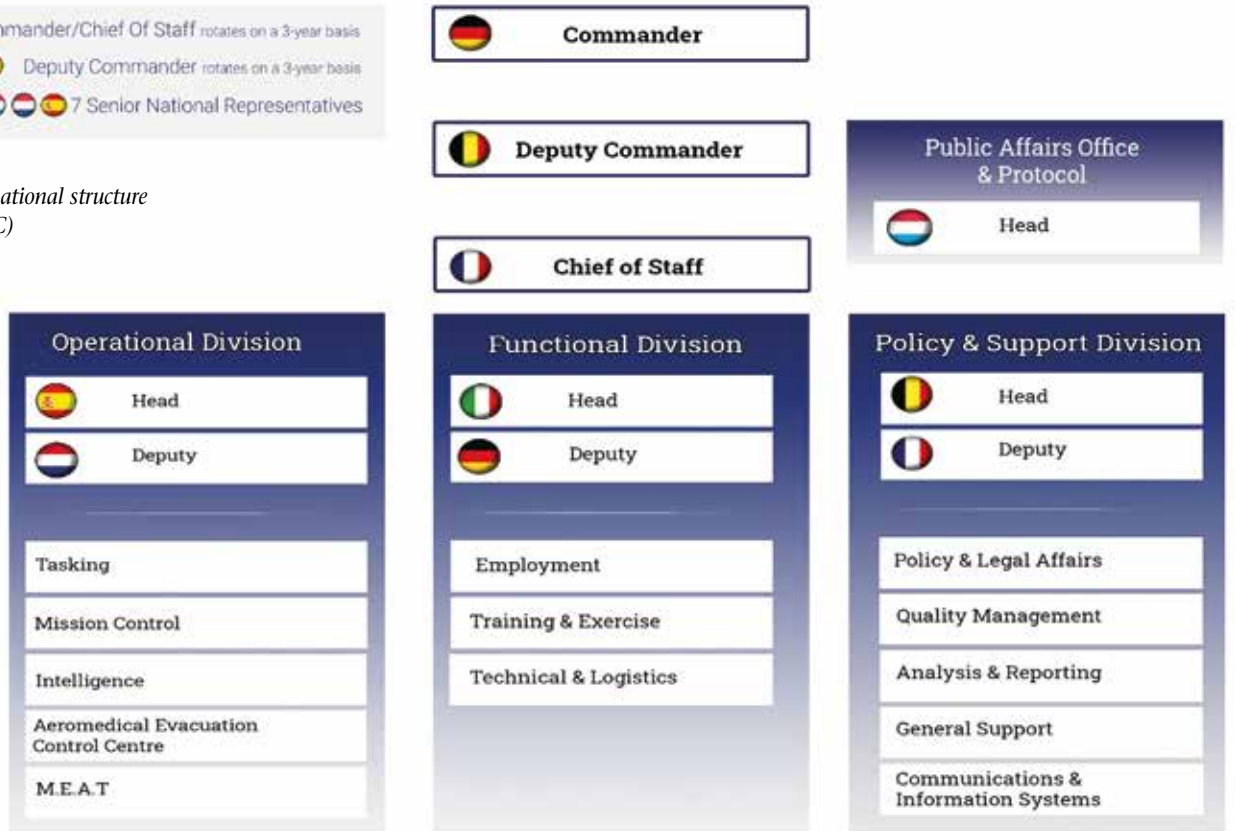 mmander/Chief Of Staff rotates on a 3-year basis
Deputy Commander rotates on a 3-year basis
7 Senior National Representatives
ational structure
C)
Commander
Deputy Commander
Chief of Staff
Public Affairs Office
& Protocol
Head
Operational Division
Head
Deputy
Tasking
Mission Control
Intelligence
Aeromedical Evacuation
Control Centre
M.E.A.T
Functional Division
Head
Deputy
Employment
Training & Exercise
Technical & Logistics
Policy & Support Division
Head
Deputy
Policy & Legal Affairs
Quality Management
Analysis & Reporting
General Support
Communications &
Information Systems